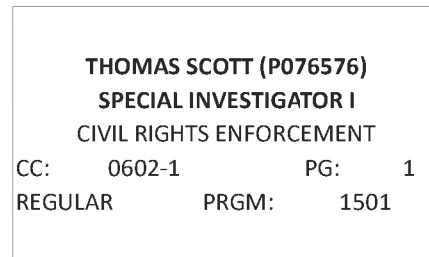 THOMAS SCOTT (P076576)
SPECIAL INVESTIGATOR I
CIVIL RIGHTS ENFORCEMENT
CC: 0602-1 PG: 1
REGULAR PRGM: 1501